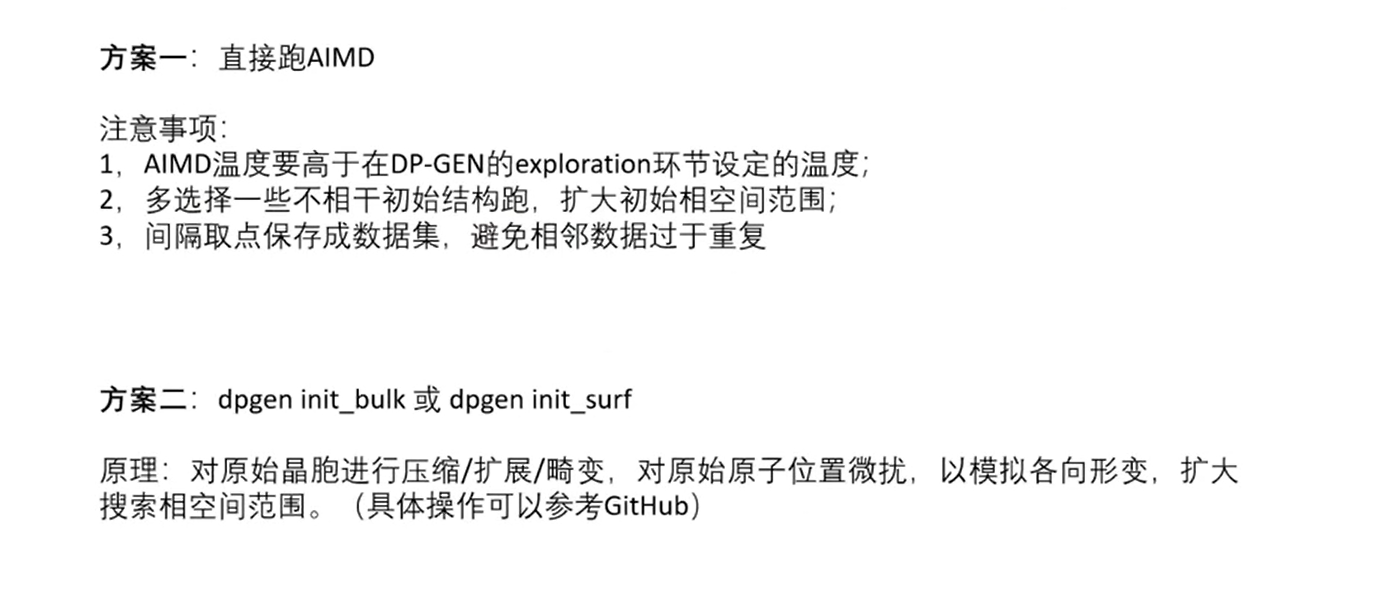 方案一：直接跑AIMD
注意事项：
1，AIMD温度要高于在DP-GEN的exploration环节设定的温度；
2，多选择一些不相干初始结构跑，扩大初始相空间范围；
3，间隔取点保存成数据集，避免相邻数据过于重复
方案二：dpgen init_bulk 或 dpgen init_surf
原理：对原始晶胞进行压缩/扩展/畸变，对原始原子位置微扰，以模拟各向形变，扩大
搜索相空间范围。（具体操作可以参考GitHub）